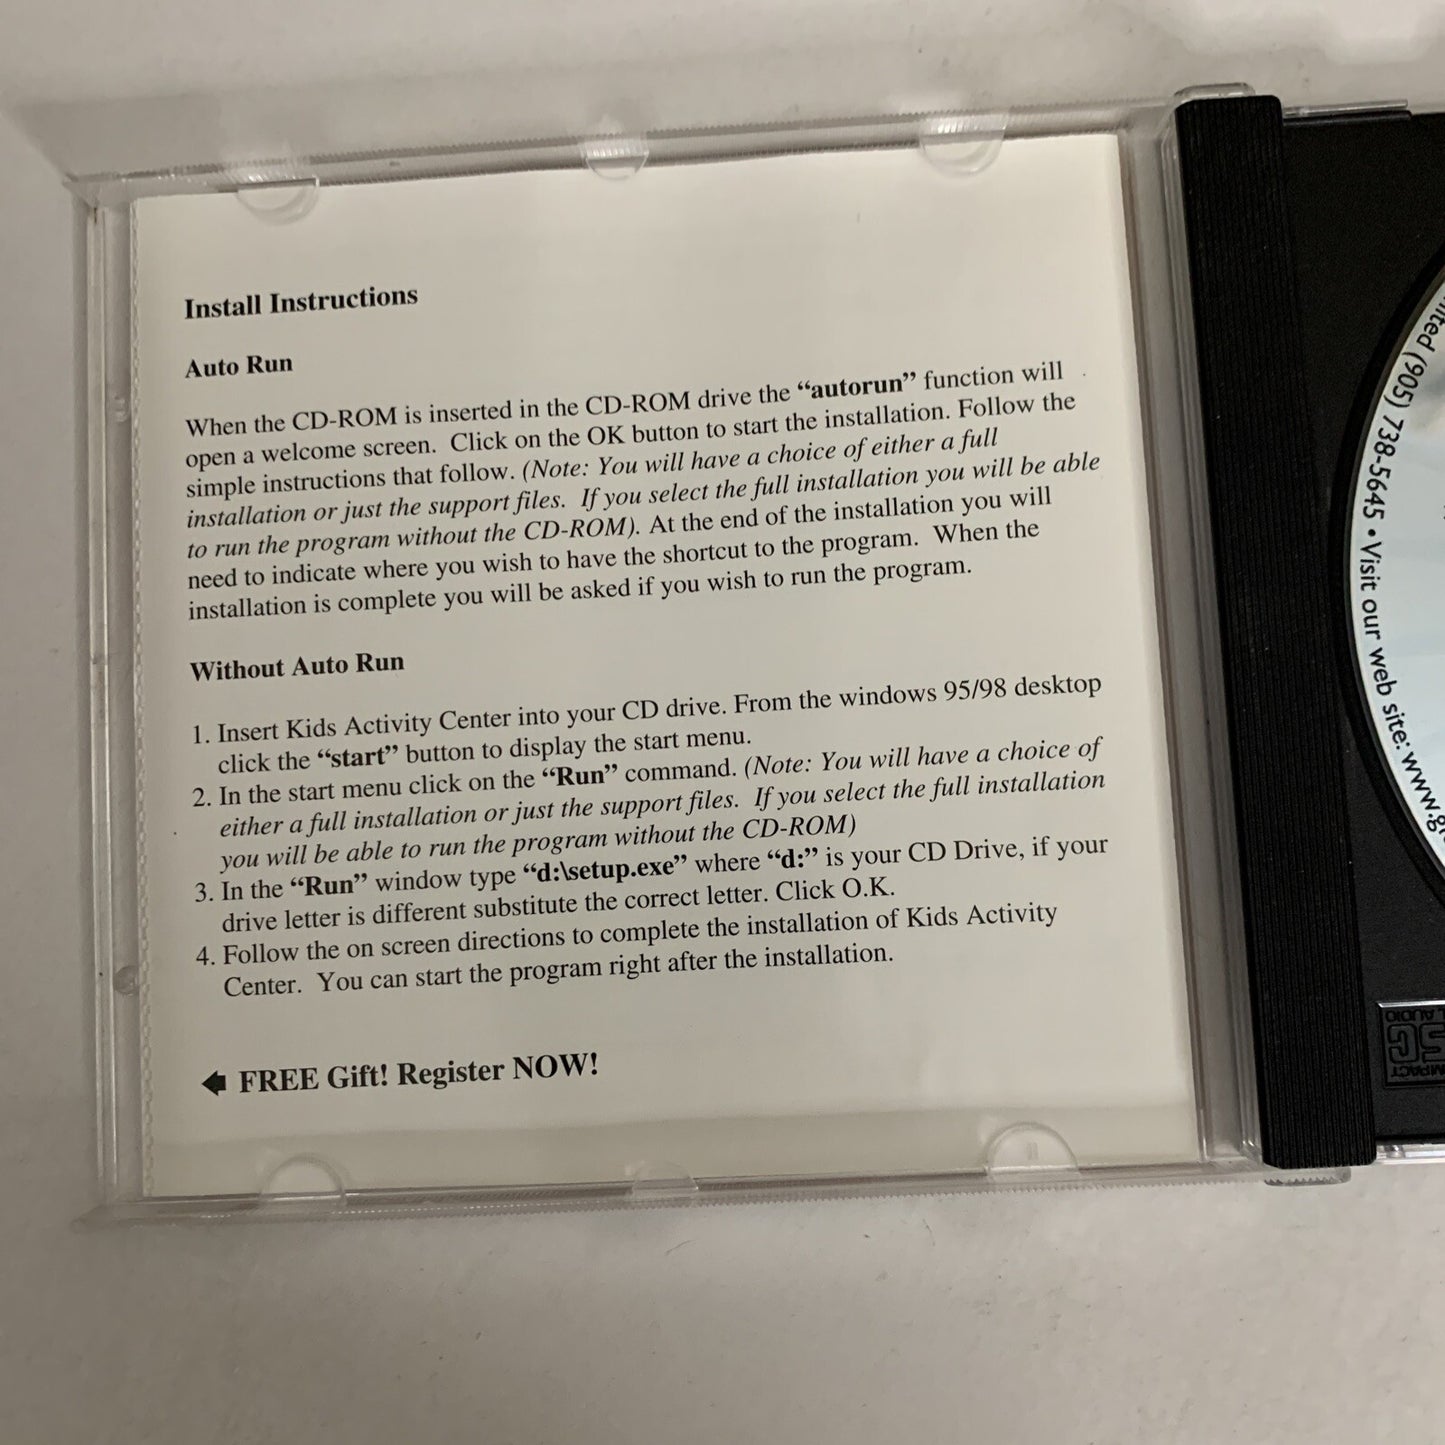 Install Instructions
Auto Run
When the CD-ROM is inserted in the CD-ROM drive the “autorun” function will
open a welcome screen.  Click on the OK button to start the installation. Follow the
simple instructions that follow. (Note: You will have a choice of either a full
installation or just the support files.  If you select the full installation you will be able
to run the program without the CD-ROM). At the end of the installation you will
need to indicate where you wish to have the shortcut to the program.  When the
installation is complete you will be asked if you wish to run the program.
Without Auto Run
1. Insert Kids Activity Center into your CD drive. From the windows 95/98 desktop
click the “start” button to display the start menu.
2. In the start menu click on the “Run” command. (Note: You will have a choice of
either a full installation or just the support files.  If you select the full installation
you will be able to run the program without the CD-ROM)
3. In the “Run” window type “d:\setup.exe” where “d:” is your CD Drive, if your
drive letter is different substitute the correct letter. Click O.K.
4. Follow the on screen directions to complete the installation of Kids Activity
Center.  You can start the program right after the installation.
FREE Gift! Register NOW!
(905) 738-5645 • Visit our web site: